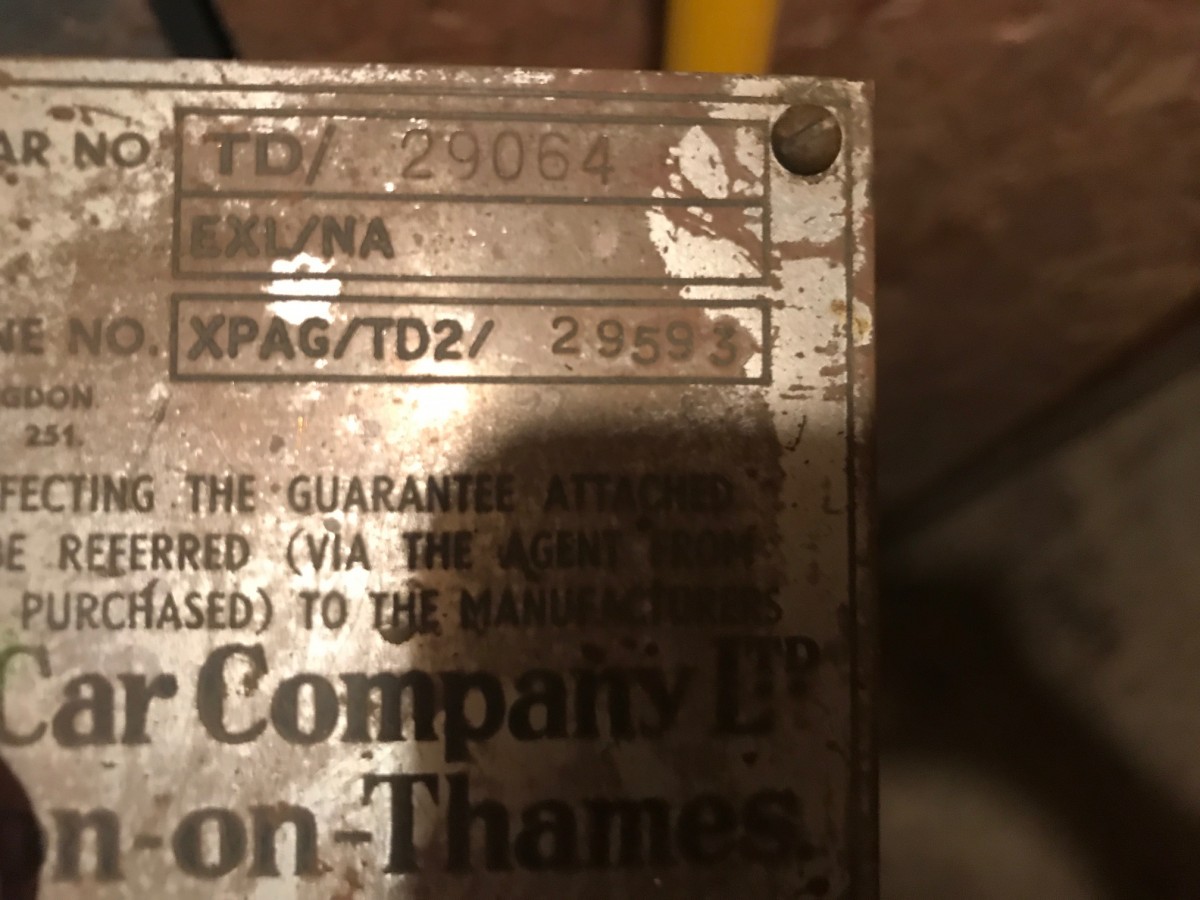 AR NO TD/ 29064
EXL/NA
NE NO. XPAG/TD2/ 29593
GDON
251.
FECTING THE GUARANTEE ATTACHED
BE REFERRED (VIA THE AGENT FROM
PURCHASED) TO THE MANUFACTURERS
Car Company LTD
n-on-Thames.